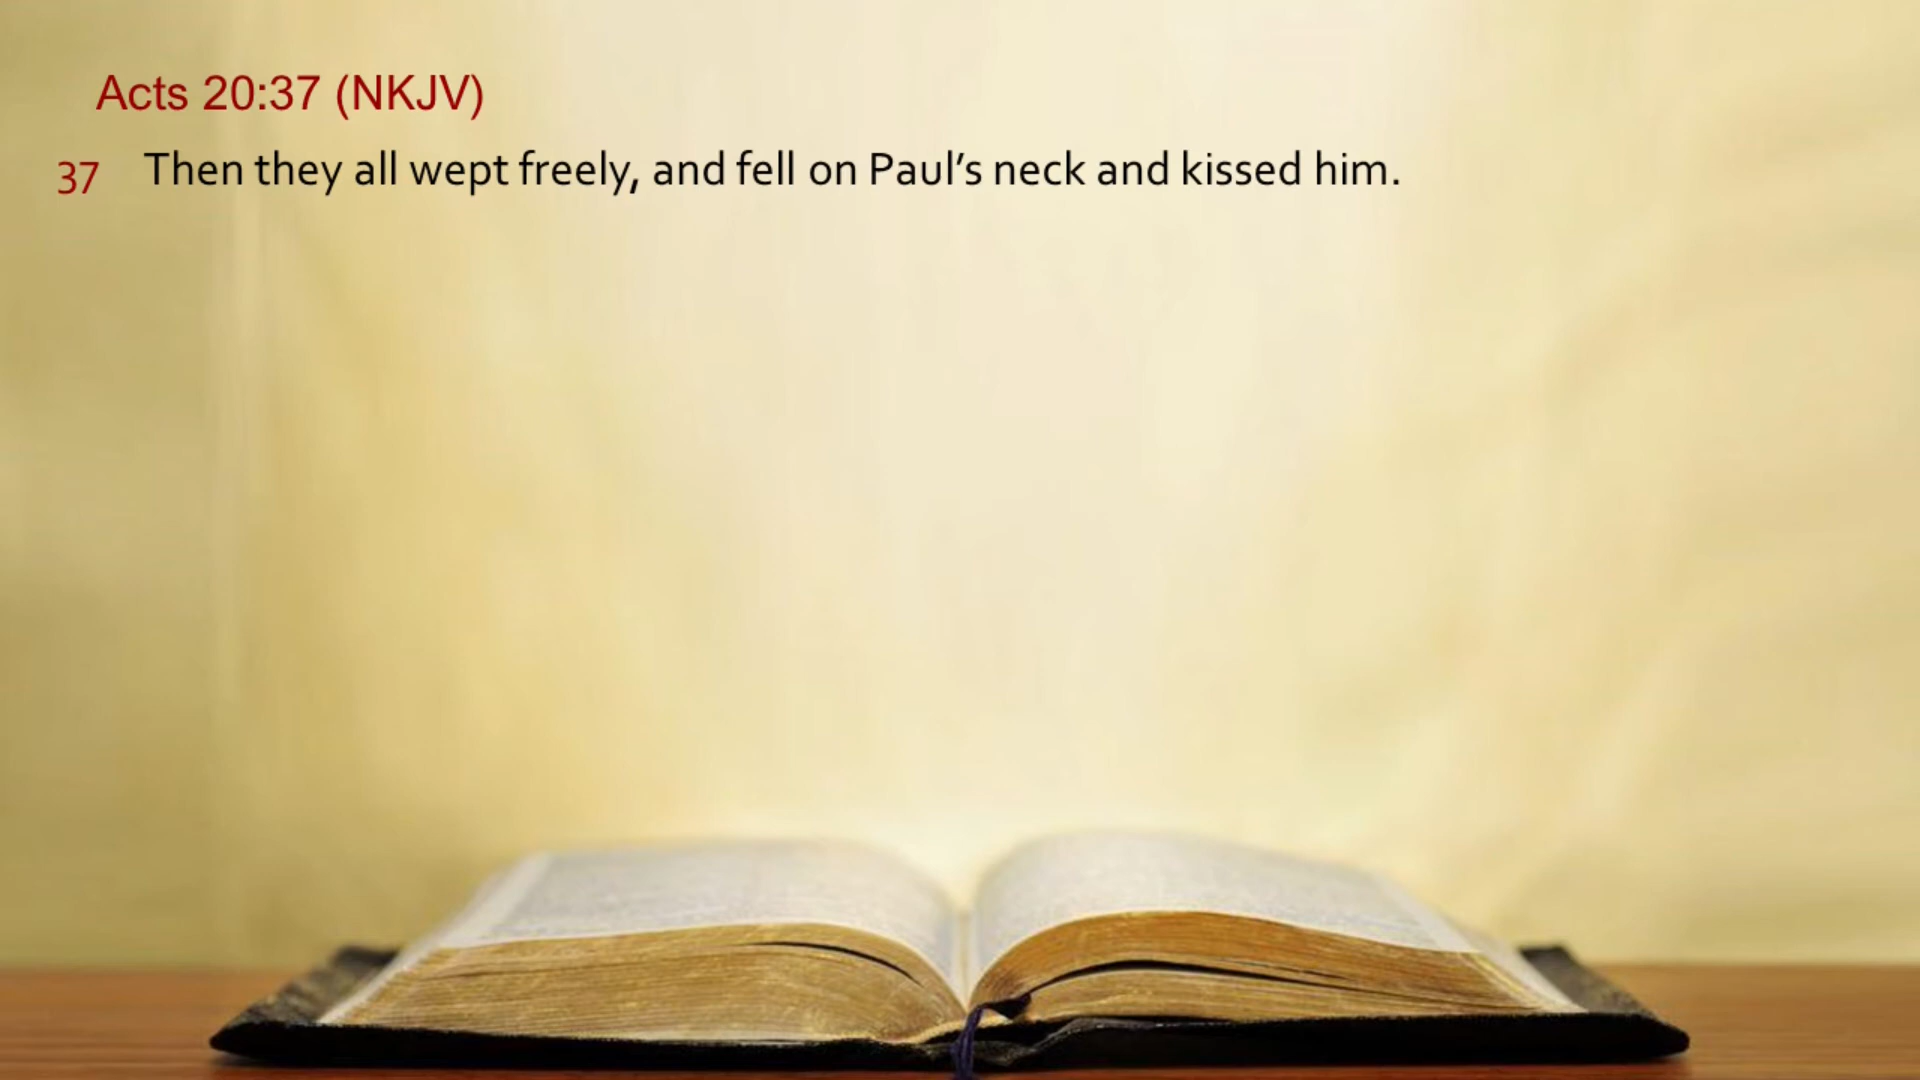 Acts 20:37 (NKJV)
37 Then they all wept freely, and fell on Paul’s neck and kissed him.